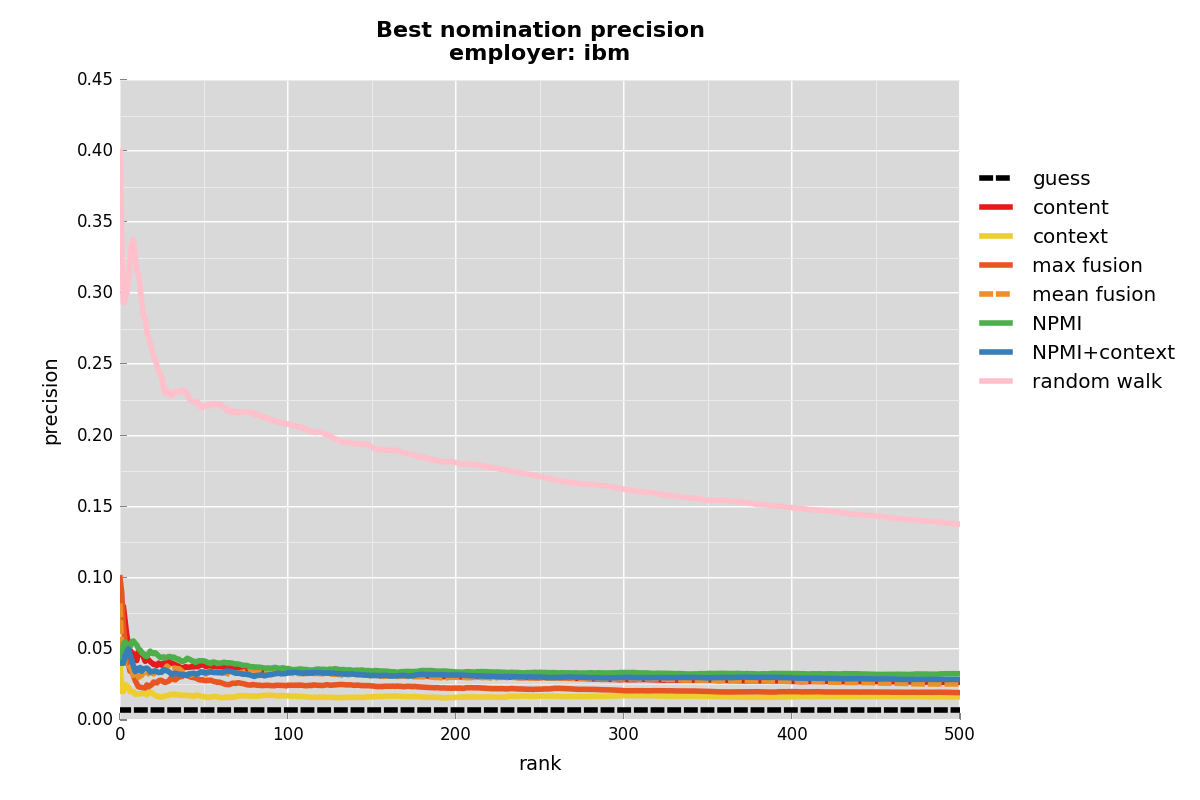 Best nomination precision
employer: ibm
0.45
0.40
0.35
0.30
0.25
0.20
0.15
0.10
0.05
0.00
precision
0
100
200
300
400
500
rank
guess
content
context
max fusion
mean fusion
NPMI
NPMI+context
random walk